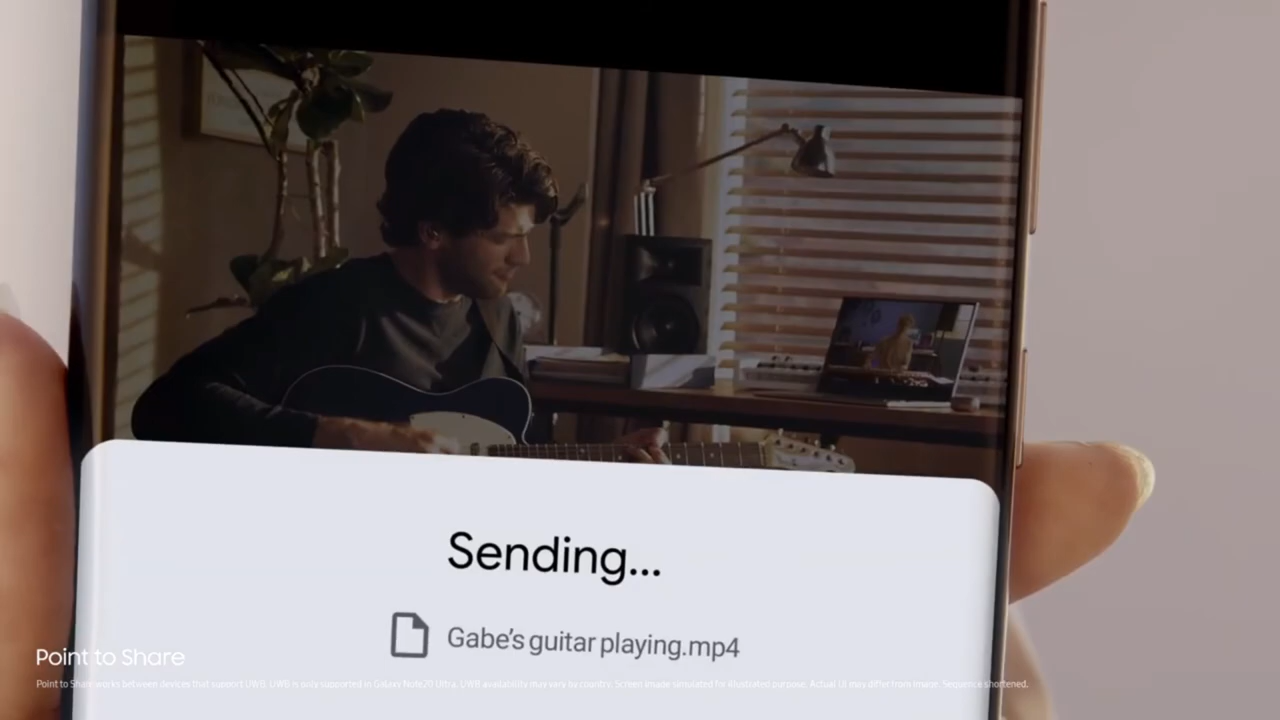 Sending...
Gabe's guitar playing.mp4
Point to Share
Point to Share works between devices that support UWB. UWB is only supported in Galaxy Note20 Ultra. UWB availability may vary by country. Screen image simulated for illustrated purpose. Actual UI may differ from image. Sequence shortened.